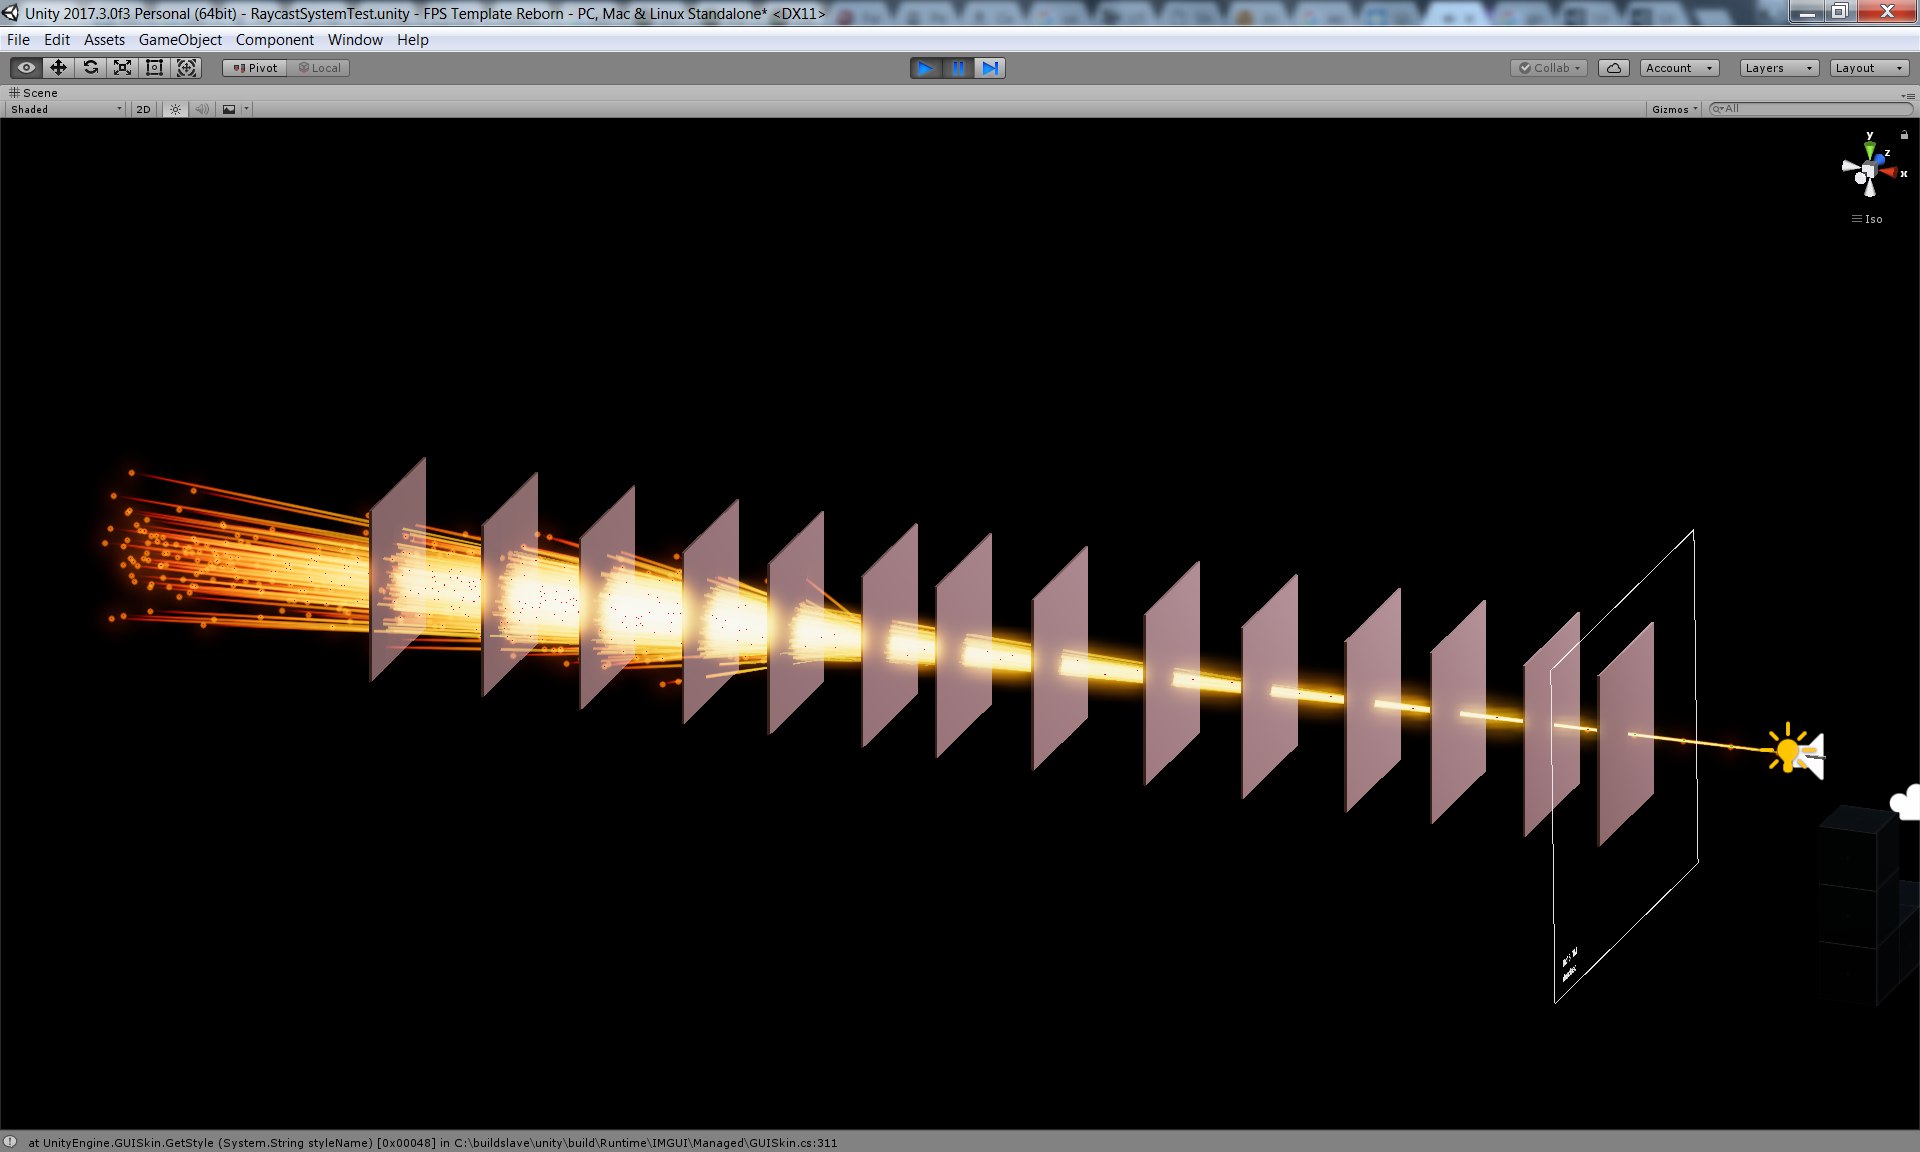 Unity 2017.3.0f3 Personal (64bit) - RaycastSystemTest.unity - FPS Template Reborn - PC, Mac & Linux Standalone* <DX11>
File Edit Assets GameObject Component Window Help
Pivot Local Collab Account Layers Layout
Scene
Shaded 2D Gizmos All
y
z
x
Iso
at UnityEngine.GUISkin.GetStyle (System.String styleName) [0x00048] in C:\buildslave\unity\build\Runtime\IMGUI\Managed\GUISkin.cs:311